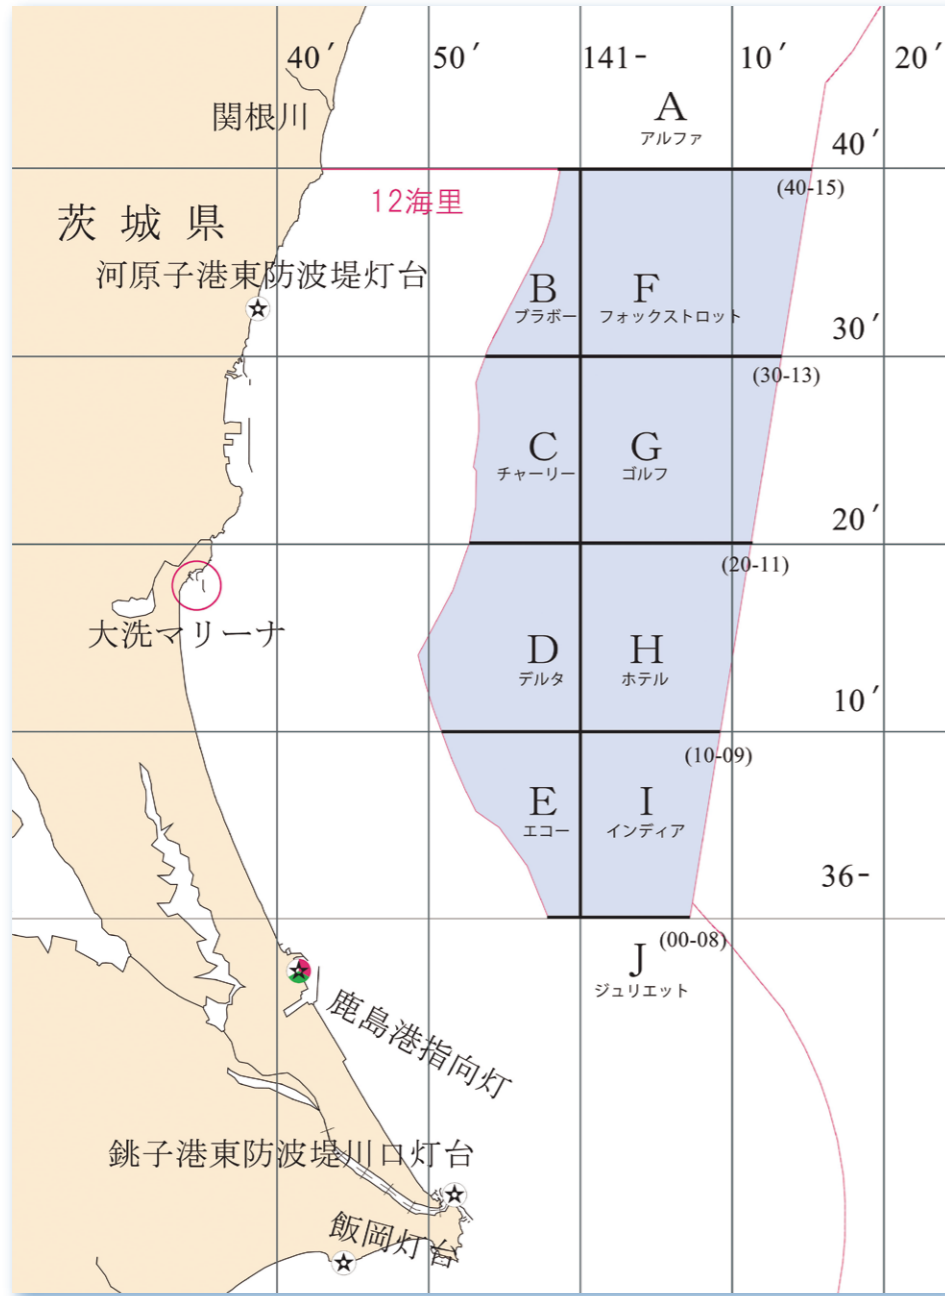 40′
50′
141-
10′
20′
関根川
A
アルファ
40′
(40-15)
12海里
茨城県
河原子港東防波堤灯台
B
ブラボー
F
フォックストロット
30′
(30-13)
C
チャーリー
G
ゴルフ
20′
(20-11)
大洗マリーナ
D
デルタ
H
ホテル
10′
(10-09)
E
エコー
I
インディア
36-
(00-08)
J
ジュリエット
鹿島港指向灯
銚子港東防波堤川口灯台
飯岡灯台